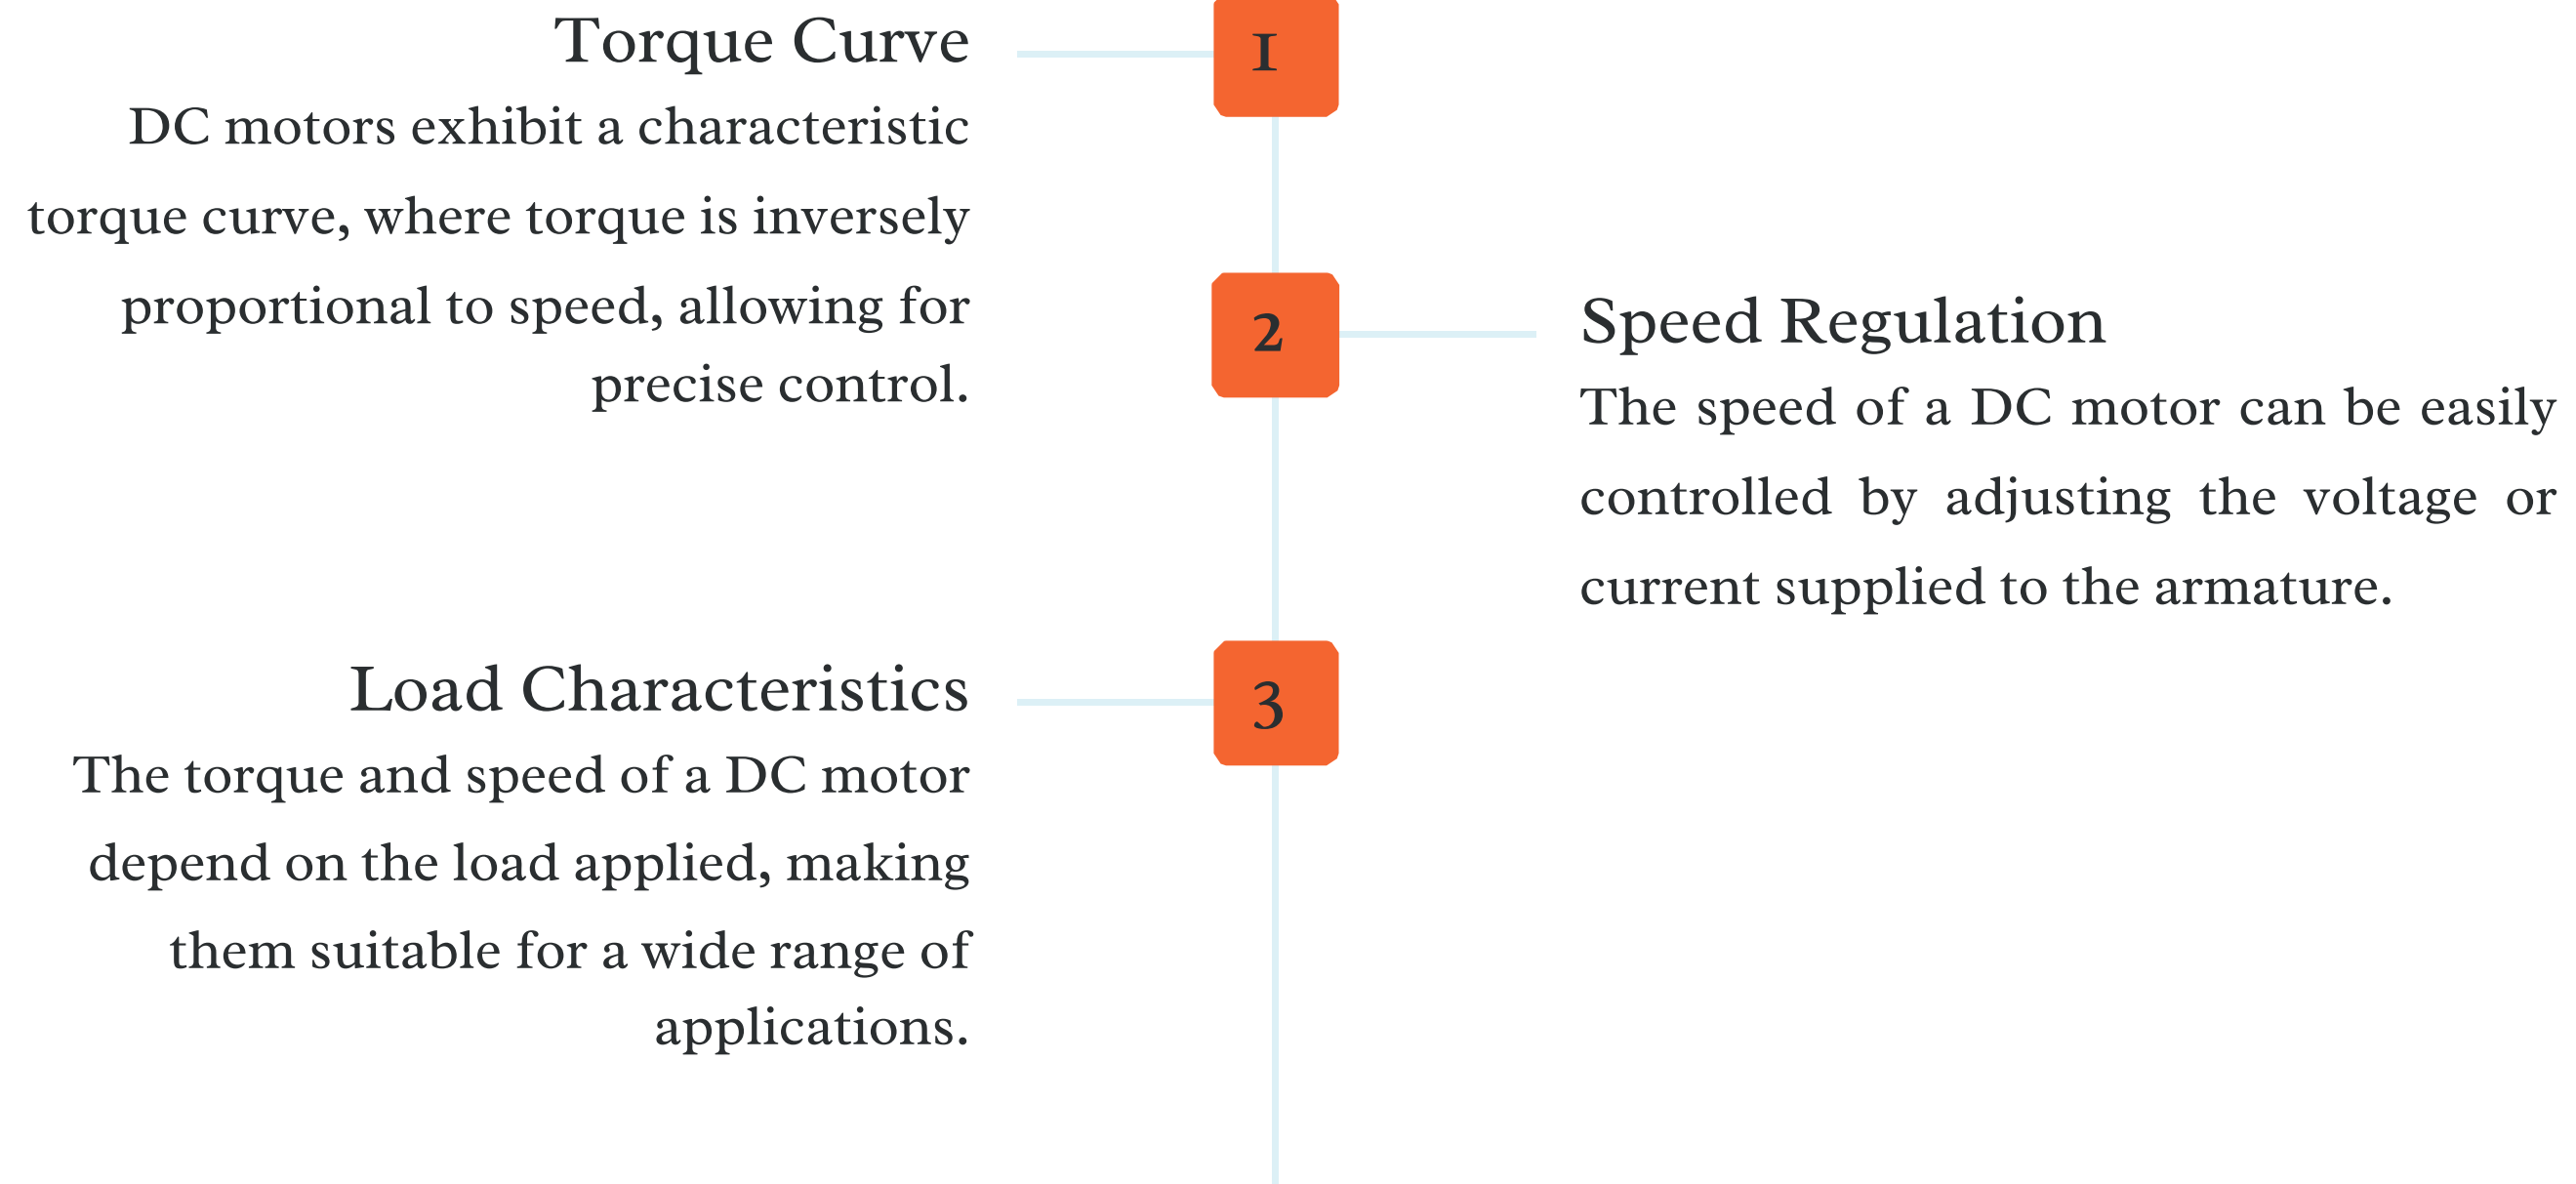 Torque Curve
1
DC motors exhibit a characteristic
torque curve, where torque is inversely
proportional to speed, allowing for
precise control.
2
Speed Regulation
The speed of a DC motor can be easily
controlled by adjusting the voltage or
current supplied to the armature.
Load Characteristics
3
The torque and speed of a DC motor
depend on the load applied, making
them suitable for a wide range of
applications.